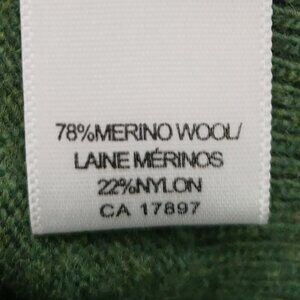 78%MERINO WOOL/
LAINE MÉRINOS
22%NYLON
CA 17897